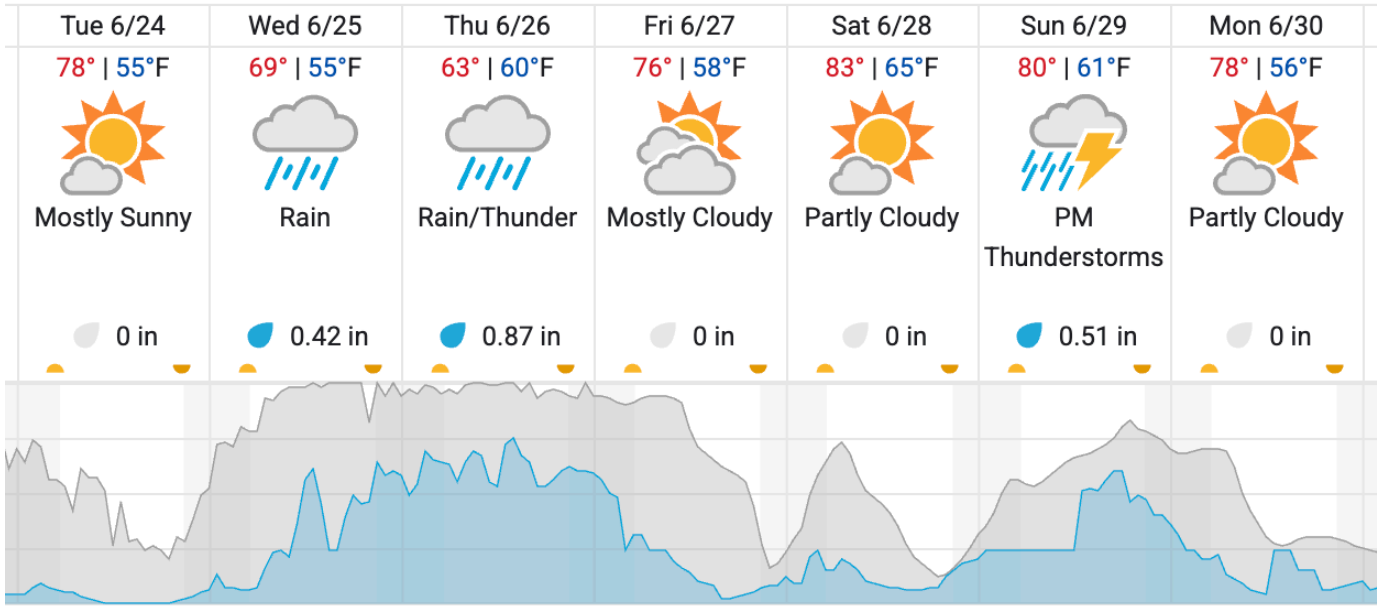 Tue 6/24
Wed 6/25
Thu 6/26
Fri 6/27
Sat 6/28
Sun 6/29
Mon 6/30
78° | 55°F
69° | 55°F
63° | 60°F
76° | 58°F
83° | 65°F
80° | 61°F
78° | 56°F
Mostly Sunny
Rain
Rain/Thunder
Mostly Cloudy
Partly Cloudy
PM
Thunderstorms
Partly Cloudy
0 in
0.42 in
0.87 in
0 in
0 in
0.51 in
0 in